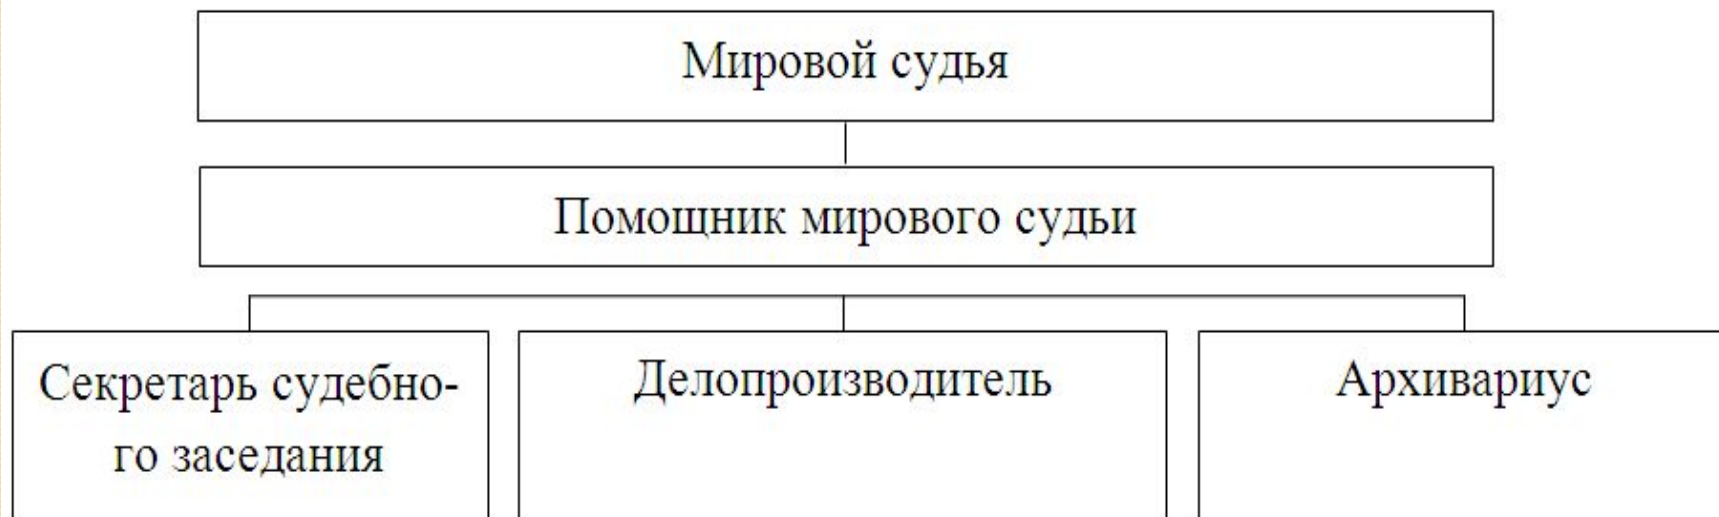 Мировой судья
Помощник мирового судьи
Секретарь судебно-
го заседания
Делопроизводитель
Архивариус